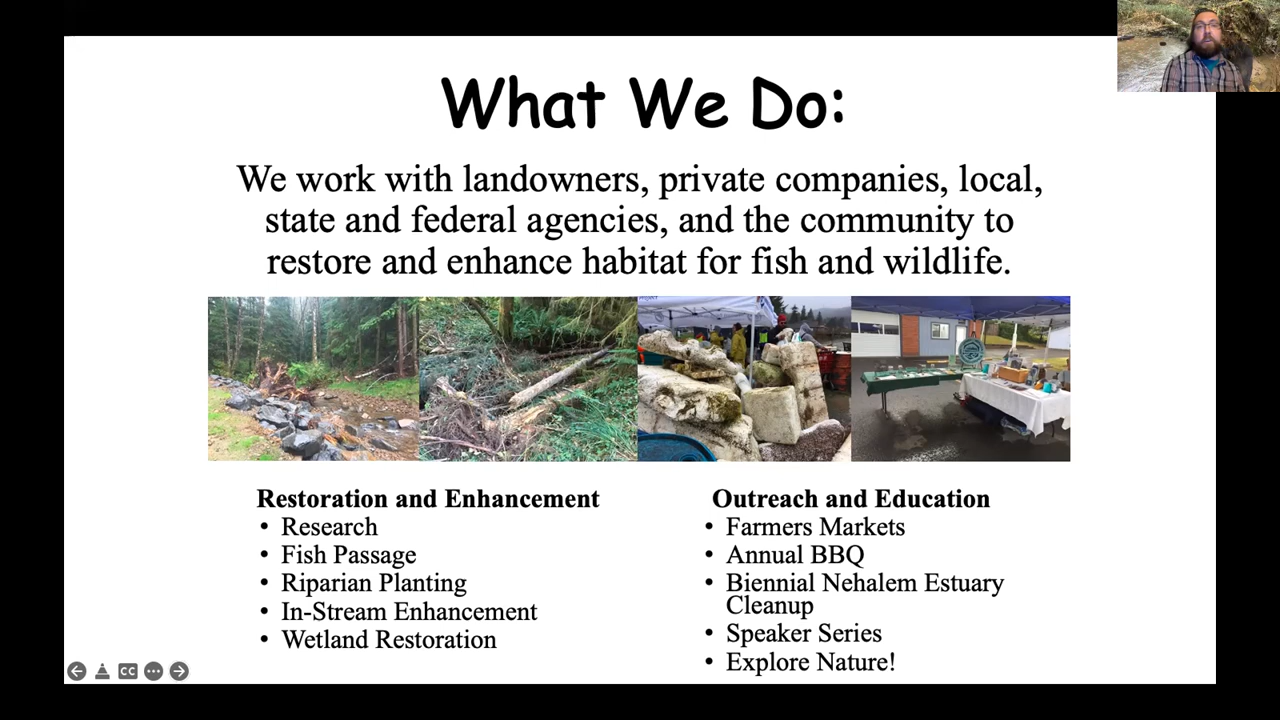 What We Do:
We work with landowners, private companies, local,
state and federal agencies, and the community to
restore and enhance habitat for fish and wildlife.
Restoration and Enhancement
• Research
• Fish Passage
• Riparian Planting
• In-Stream Enhancement
• Wetland Restoration
Outreach and Education
• Farmers Markets
• Annual BBQ
• Biennial Nehalem Estuary
Cleanup
• Speaker Series
• Explore Nature!
CC